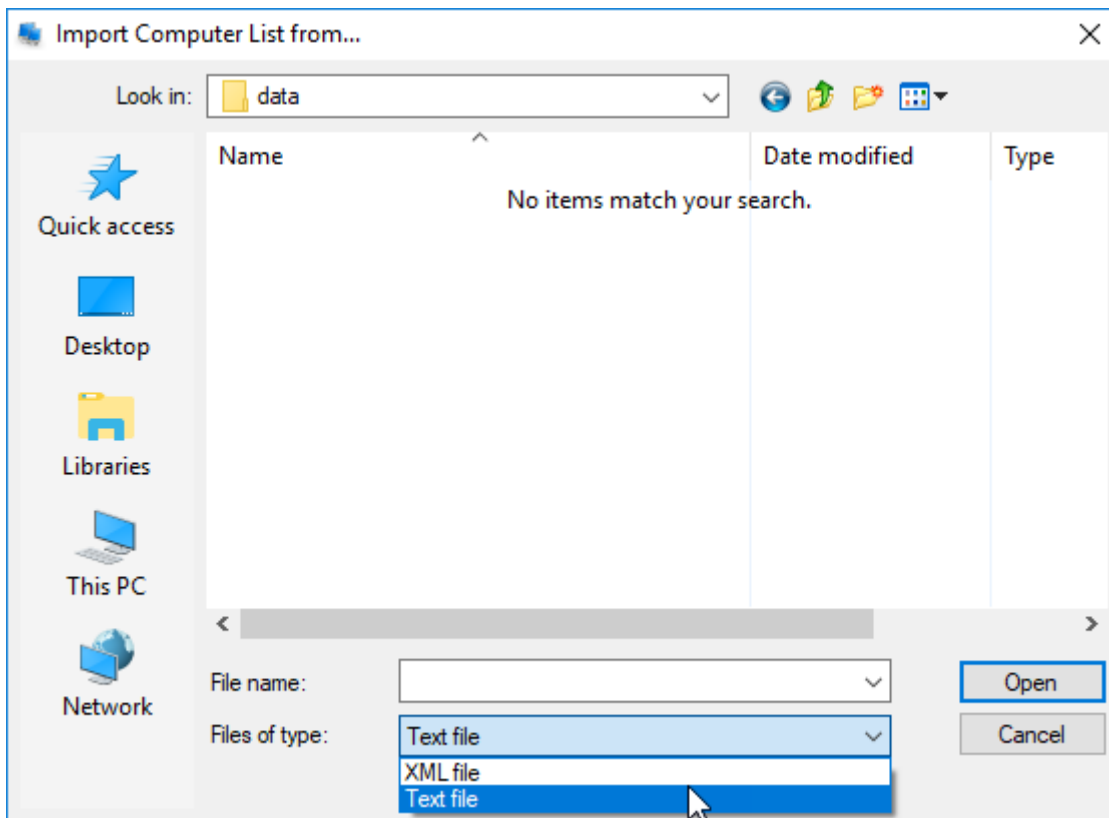 Import Computer List from...
Look in:
data
Name
Date modified
Type
No items match your search.
Quick access
Desktop
Libraries
This PC
Network
File name:
Open
Files of type:
Text file
Cancel
XML file
Text file